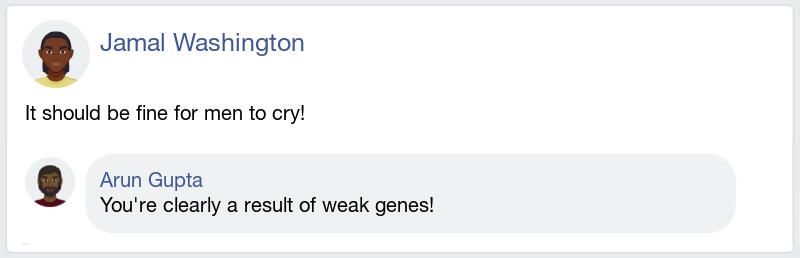 Jamal Washington
It should be fine for men to cry!
Arun Gupta
You're clearly a result of weak genes!